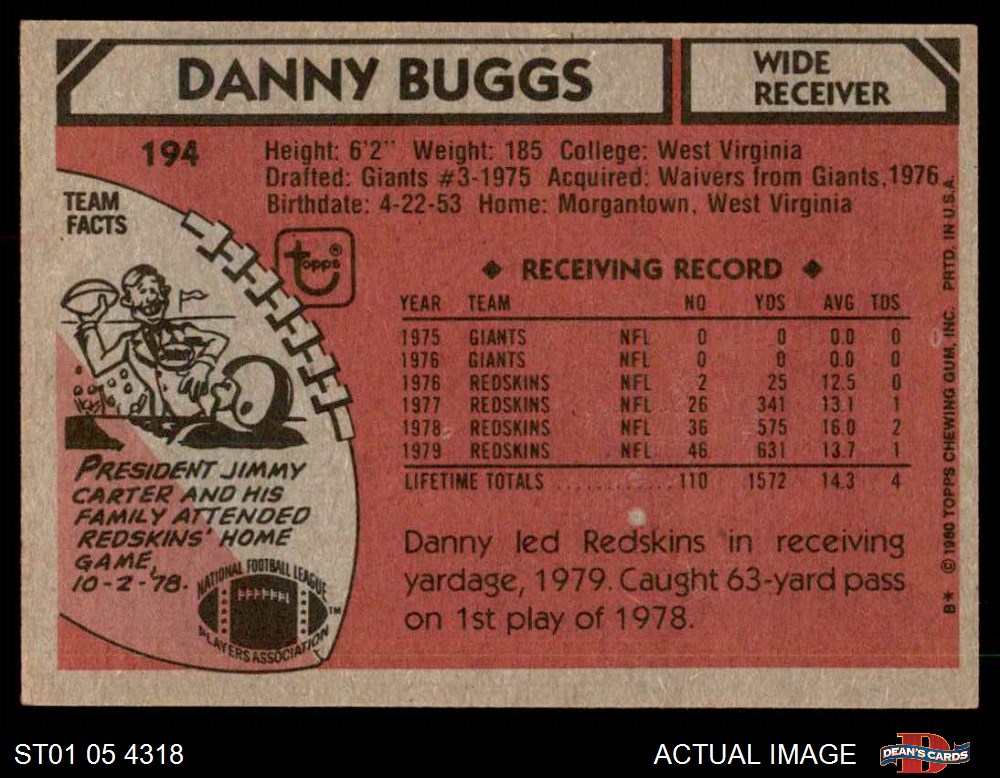 DANNY BUGGS
WIDE
RECEIVER
194
Height: 6'2" Weight: 185 College: West Virginia
Drafted: Giants #3-1975 Acquired: Waivers from Giants, 1976.
Birthdate: 4-22-53 Home: Morgantown, West Virginia
TEAM
FACTS
topps®
PRESIDENT JIMMY
CARTER AND HIS
FAMILY ATTENDED
REDSKINS' HOME
GAME,
10-2-'78.
NATIONAL FOOTBALL LEAGUE
PLAYERS ASSOCIATION
™
◆ RECEIVING RECORD ◆
YEAR TEAM NO YDS AVG TDS
1975 GIANTS NFL 0 0 0.0 0
1976 GIANTS NFL 0 0 0.0 0
1976 REDSKINS NFL 2 25 12.5 0
1977 REDSKINS NFL 26 341 13.1 1
1978 REDSKINS NFL 36 575 16.0 2
1979 REDSKINS NFL 46 631 13.7 1
LIFETIME TOTALS ............ 110 1572 14.3 4
Danny led Redskins in receiving
yardage, 1979. Caught 63-yard pass
on 1st play of 1978.
B* © 1980 TOPPS CHEWING GUM, INC. PRTD. IN U.S.A.
ST01 05 4318
ACTUAL IMAGE
D
DEAN'S CARDS